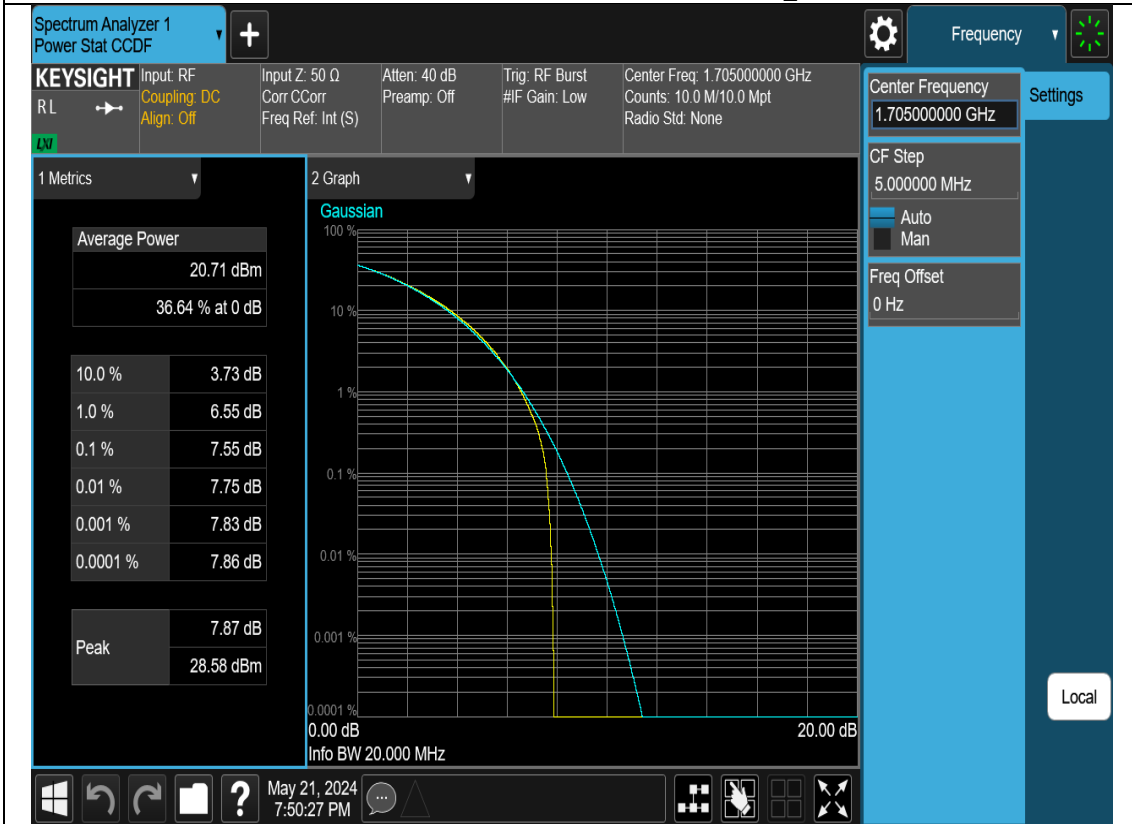 Spectrum Analyzer 1
Power Stat CCDF
Frequency
KEYSIGHT
RL
LXI
Input: RF
Coupling: DC
Align: Off
Input Z: 50 Ω
Corr CCorr
Freq Ref: Int (S)
Atten: 40 dB
Preamp: Off
Trig: RF Burst
#IF Gain: Low
Center Freq: 1.705000000 GHz
Counts: 10.0 M/10.0 Mpt
Radio Std: None
Center Frequency
1.705000000 GHz
Settings
CF Step
5.000000 MHz
Auto
Man
Freq Offset
0 Hz
1 Metrics
Average Power
20.71 dBm
36.64 % at 0 dB
10.0 % 3.73 dB
1.0 % 6.55 dB
0.1 % 7.55 dB
0.01 % 7.75 dB
0.001 % 7.83 dB
0.0001 % 7.86 dB
Peak 7.87 dB
28.58 dBm
2 Graph
Gaussian
100 %
10 %
1 %
0.1 %
0.01 %
0.001 %
0.0001 %
0.00 dB 20.00 dB
Info BW 20.000 MHz
Local
?
May 21, 2024
7:50:27 PM